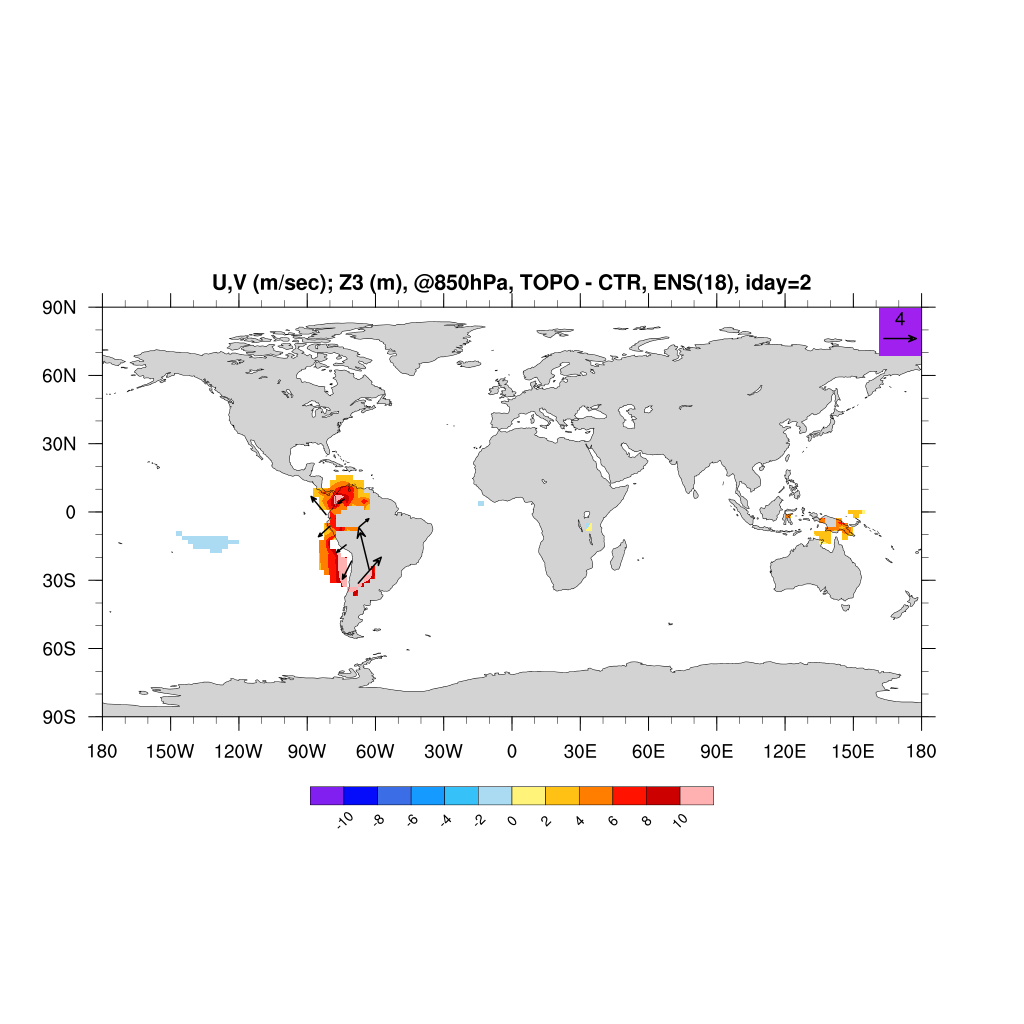 U,V (m/sec); Z3 (m), @850hPa, TOPO - CTR, ENS(18), iday=2
90N
4
60N
30N
0
30S
60S
90S
180 150W 120W 90W 60W 30W 0 30E 60E 90E 120E 150E 180
-10 -8 -6 -4 -2 0 2 4 6 8 10